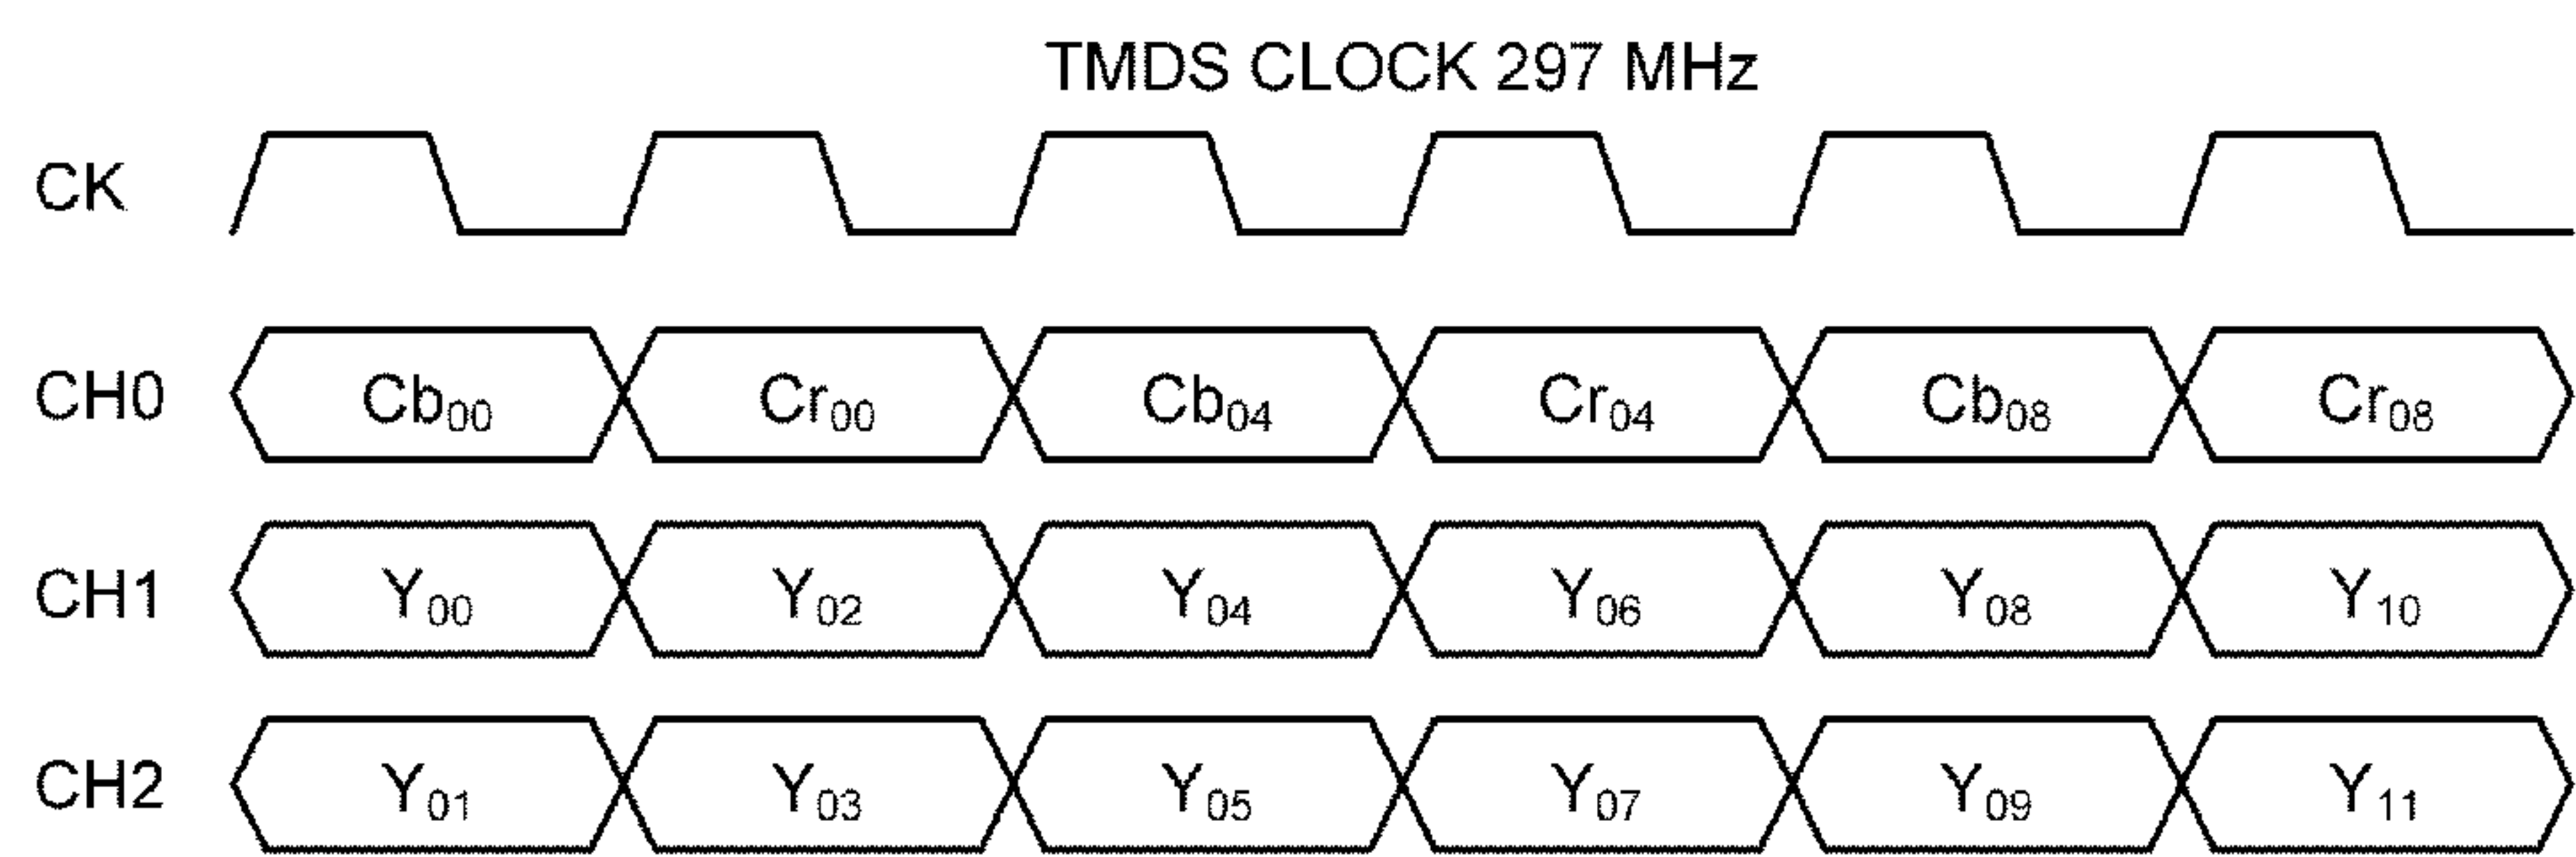 TMDS CLOCK 297 MHz
CK
CH0 Cb00 Cr00 Cb04 Cr04 Cb08 Cr08
CH1 Y00 Y02 Y04 Y06 Y08 Y10
CH2 Y01 Y03 Y05 Y07 Y09 Y11